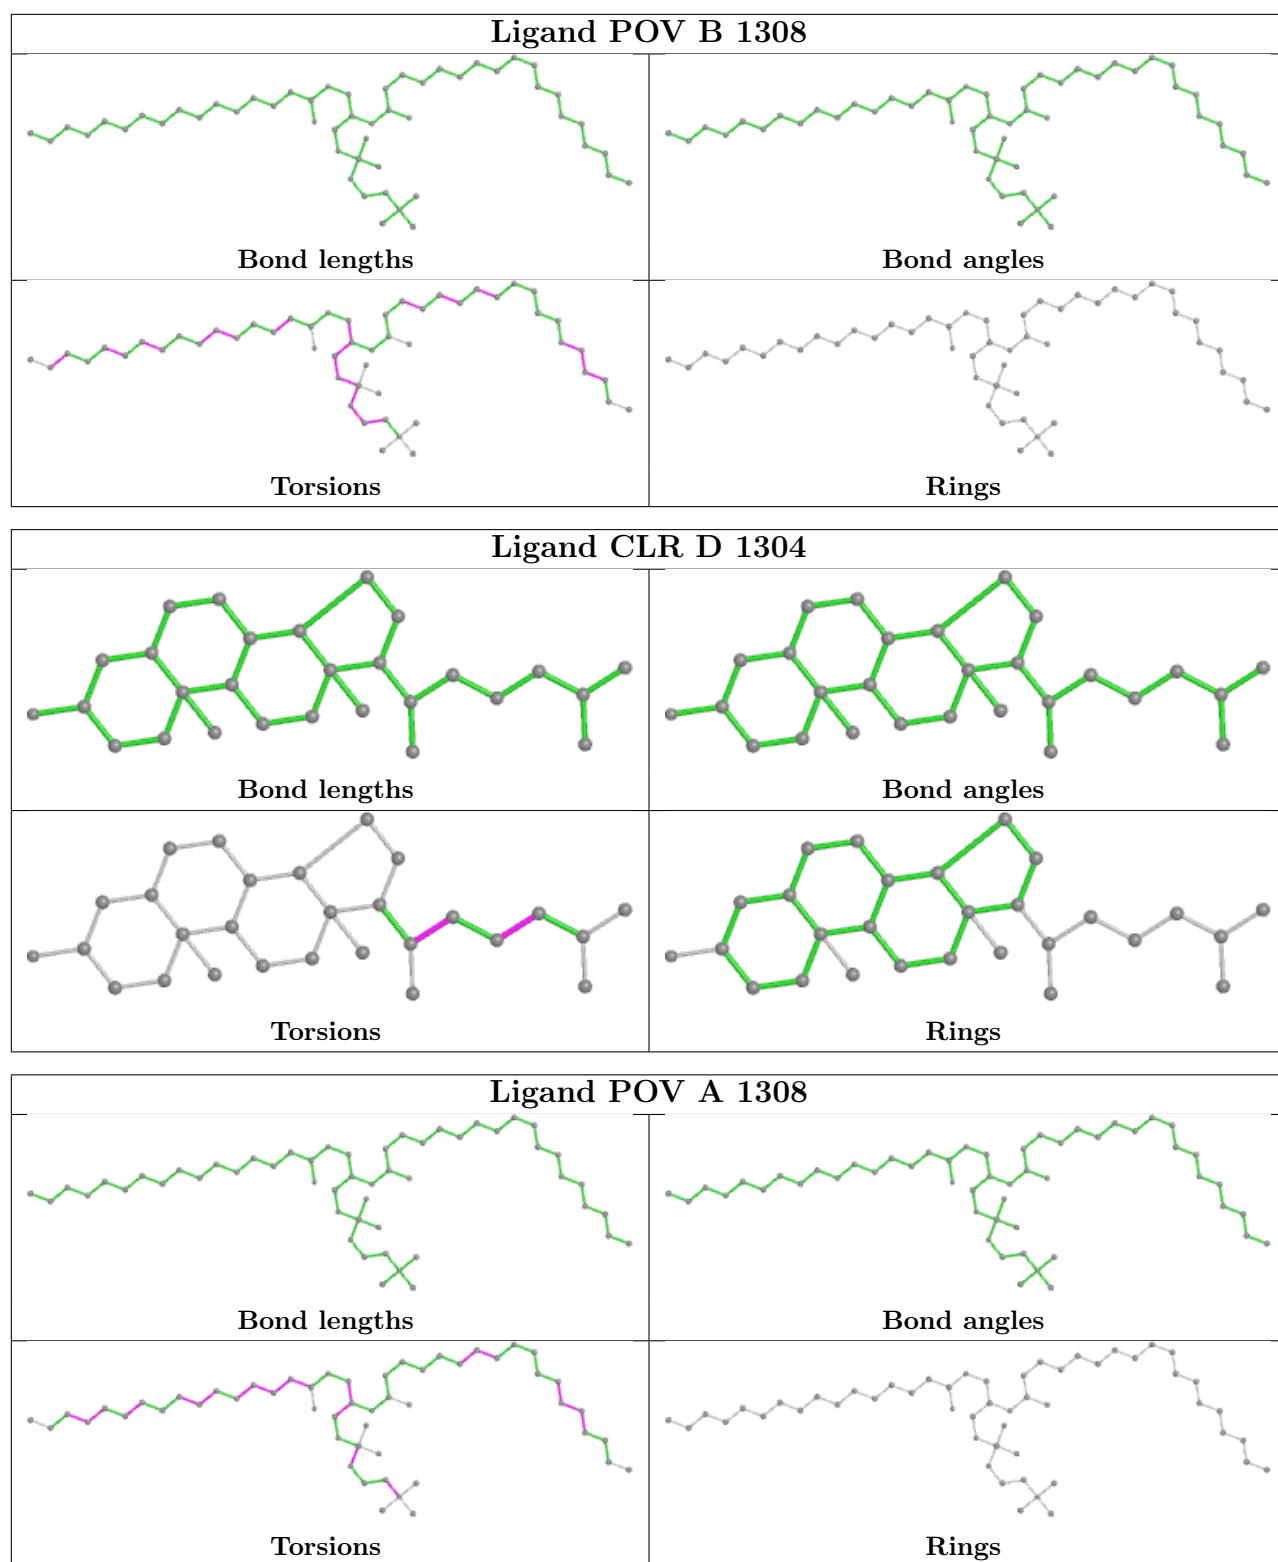 Ligand POV B 1308
Bond lengths
Bond angles
Torsions
Rings
Ligand CLR D 1304
Bond lengths
Bond angles
Torsions
Rings
Ligand POV A 1308
Bond lengths
Bond angles
Torsions
Rings